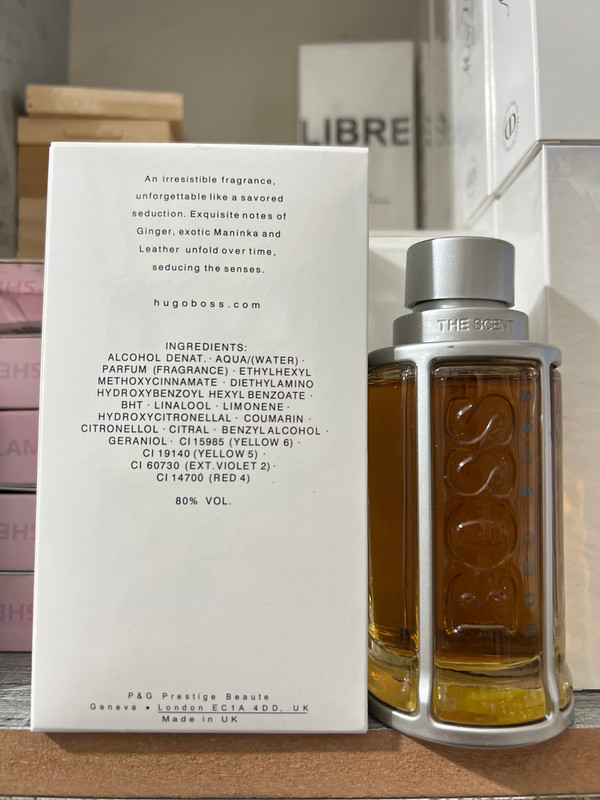 An irresistible fragrance,
unforgettable like a savored
seduction. Exquisite notes of
Ginger, exotic Maninka and
Leather unfold over time,
seducing the senses.
hugoboss.com
INGREDIENTS:
ALCOHOL DENAT. · AQUA/(WATER) ·
PARFUM (FRAGRANCE) · ETHYLHEXYL
METHOXYCINNAMATE · DIETHYLAMINO
HYDROXYBENZOYL HEXYL BENZOATE ·
BHT · LINALOOL · LIMONENE ·
HYDROXYCITRONELLAL · COUMARIN ·
CITRONELLOL · CITRAL · BENZYL ALCOHOL ·
GERANIOL · CI 15985 (YELLOW 6) ·
CI 19140 (YELLOW 5) ·
CI 60730 (EXT. VIOLET 2) ·
CI 14700 (RED 4)
80% VOL.
P&G Prestige Beaute
Geneva • London EC1A 4DD, UK
Made in UK
LIBRE
THE SCENT
BOSS
HUGO BOSS